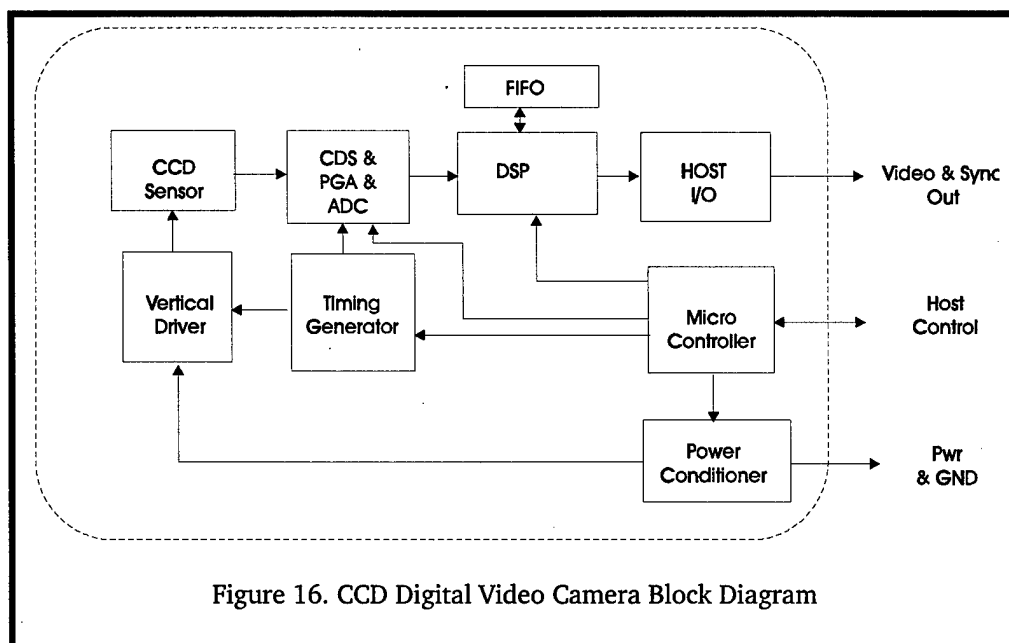 FIFO
CCD
Sensor
CDS &
PGA &
ADC
DSP
HOST
I/O
Video & Sync
Out
Vertical
Driver
Timing
Generator
Micro
Controller
Host
Control
Power
Conditioner
Pwr
& GND
Figure 16. CCD Digital Video Camera Block Diagram